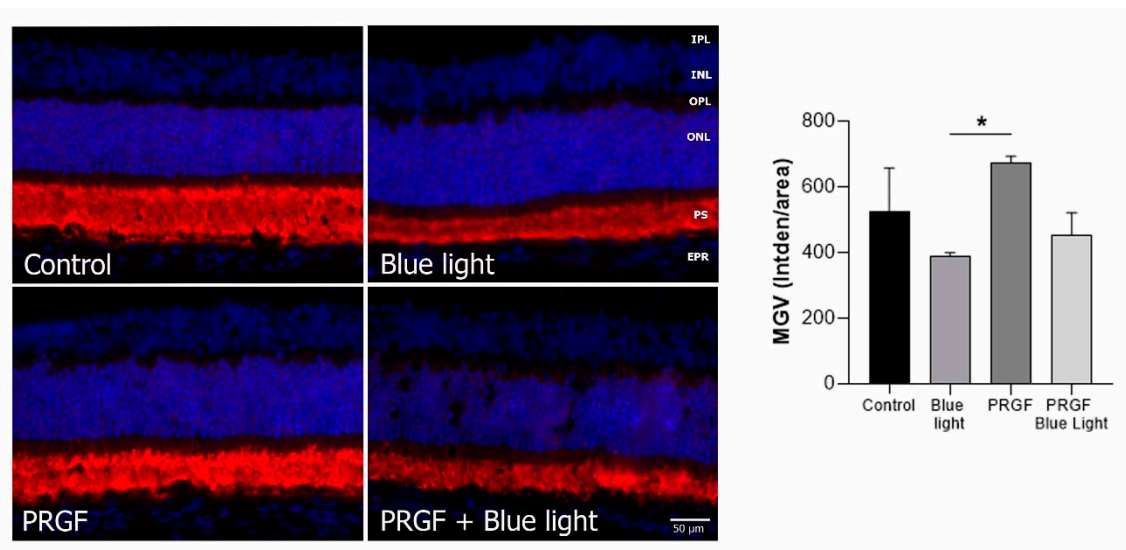 IPL
INL
OPL
ONL
PS
EPR
Control
Blue light
PRGF
PRGF + Blue light
50 µm
MGV (Intden/area)
800
600
400
200
0
*
Control
Blue
light
PRGF
PRGF
Blue Light